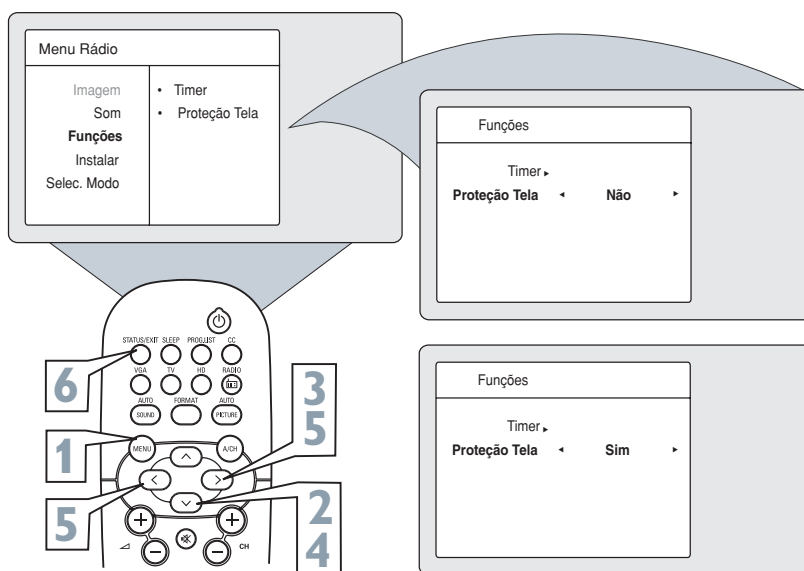 Menu Rádio
Imagem
Som
Funções
Instalar
Selec. Modo
• Timer
• Proteção Tela
Funções
Timer ▸
Proteção Tela ◂ Não ▸
Funções
Timer ▸
Proteção Tela ◂ Sim ▸
STATUS/EXIT SLEEP PROG.LIST CC
VGA TV HD RADIO
AUTO FORMAT AUTO
SOUND PICTURE
MENU A/CH
CH
6
1
5
3
5
2
4